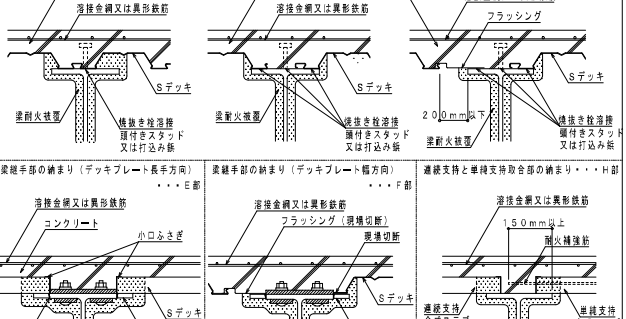 溶接金網又は異形鉄筋
Sデッキ
梁耐火被覆
焼抜き栓溶接
頭付きスタッド
又は打込み鋲
溶接金網又は異形鉄筋
Sデッキ
梁耐火被覆
焼抜き栓溶接
頭付きスタッド
又は打込み鋲
フラッシング
Sデッキ
200mm以下
梁耐火被覆
焼抜き栓溶接
頭付きスタッド
又は打込み鋲
梁継手部の納まり(デッキプレート長手方向)
・・・E部
溶接金網又は異形鉄筋
コンクリート
小口ふさぎ
Sデッキ
梁継手部の納まり(デッキプレート幅方向)
・・・F部
溶接金網又は異形鉄筋
フラッシング(現場切断)
現場切断
Sデッキ
連続支持と単純支持取合部の納まり・・・H部
溶接金網又は異形鉄筋
150mm以上
耐火補強筋
連続支持
単純支持